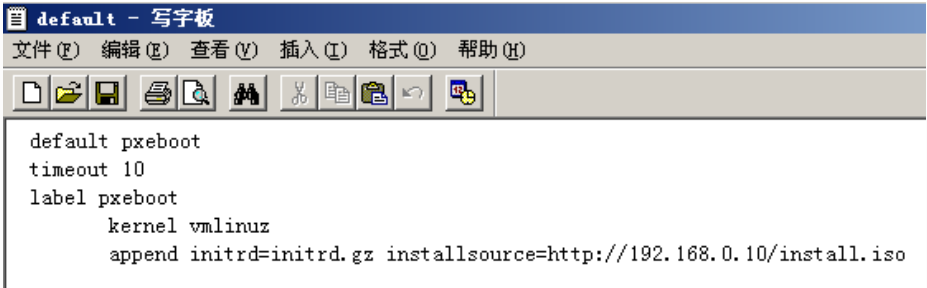 default - 写字板
文件(F) 编辑(E) 查看(V) 插入(I) 格式(O) 帮助(H)
default pxeboot
timeout 10
label pxeboot
kernel vmlinuz
append initrd=initrd.gz installsource=http://192.168.0.10/install.iso